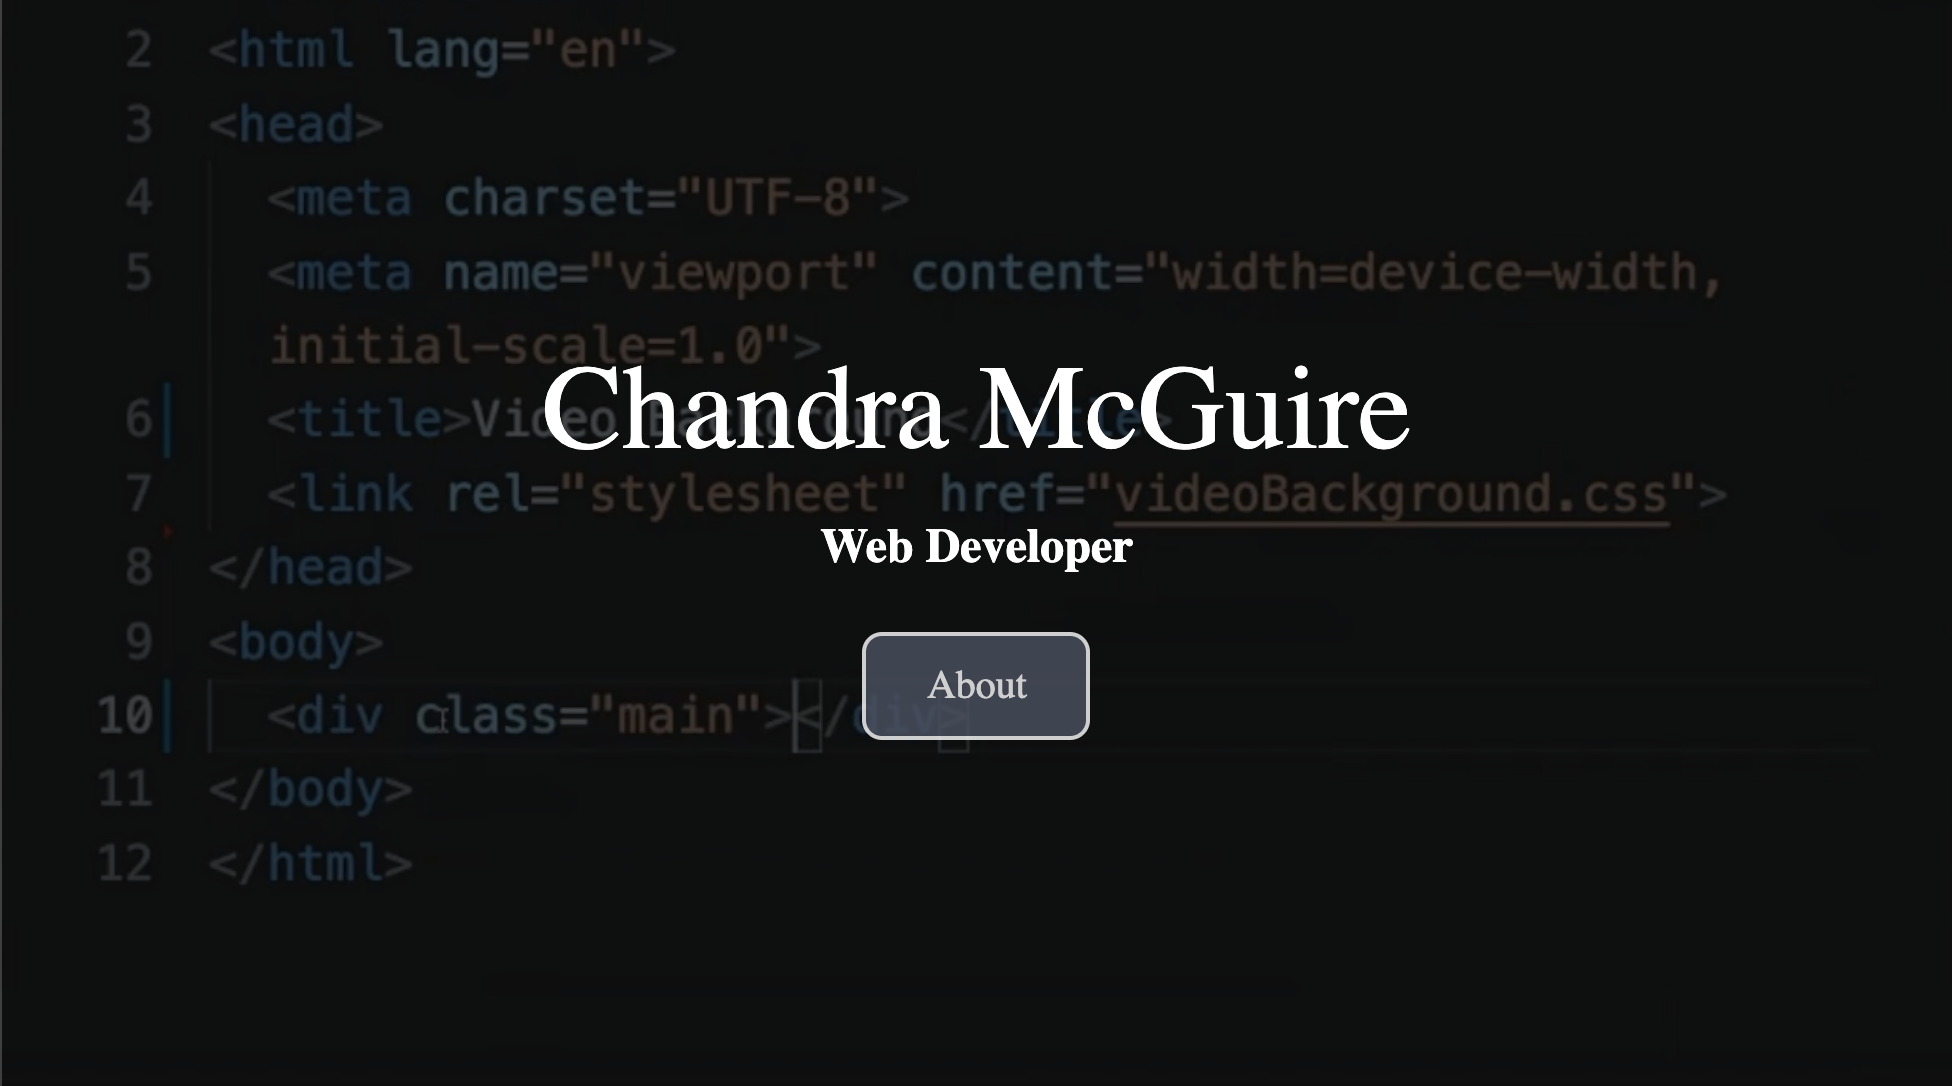 2 <html lang="en">
3 <head>
4 <meta charset="UTF-8">
5 <meta name="viewport" content="width=device-width,
initial-scale=1.0">
Chandra McGuire
6 <title>Video Background</title>
7 <link rel="stylesheet" href="videoBackground.css">
Web Developer
8 </head>
9 <body>
About
10 <div class="main"></div>
11 </body>
12 </html>